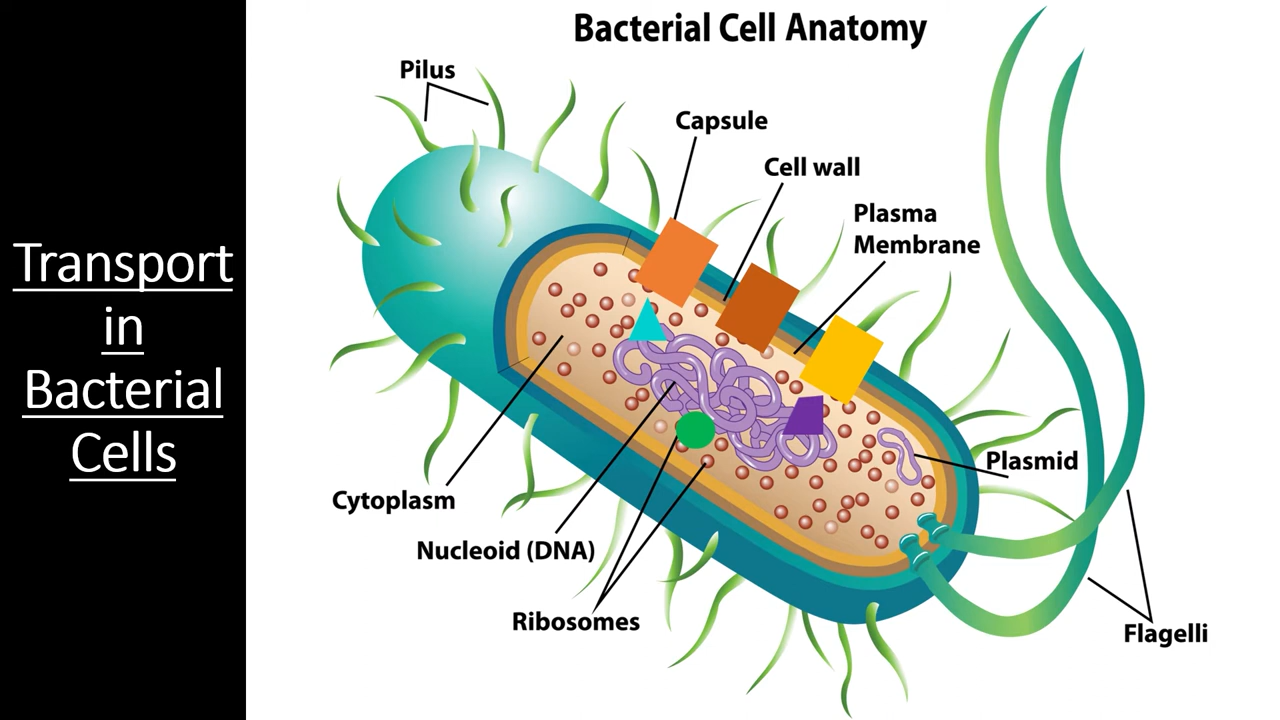 Transport
in
Bacterial
Cells
Bacterial Cell Anatomy
Pilus
Capsule
Cell wall
Plasma
Membrane
Plasmid
Cytoplasm
Nucleoid (DNA)
Ribosomes
Flagelli